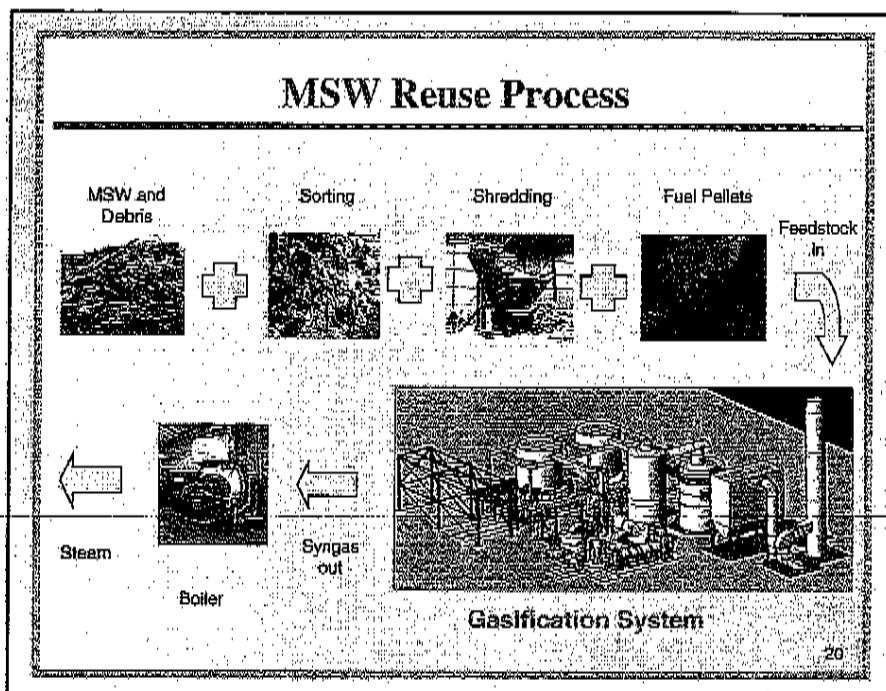 MSW Reuse Process
MSW and
Debris
Sorting
Shredding
Fuel Pellets
Feedstock
In
Steam
Boiler
Syngas
out
Gasification System
20